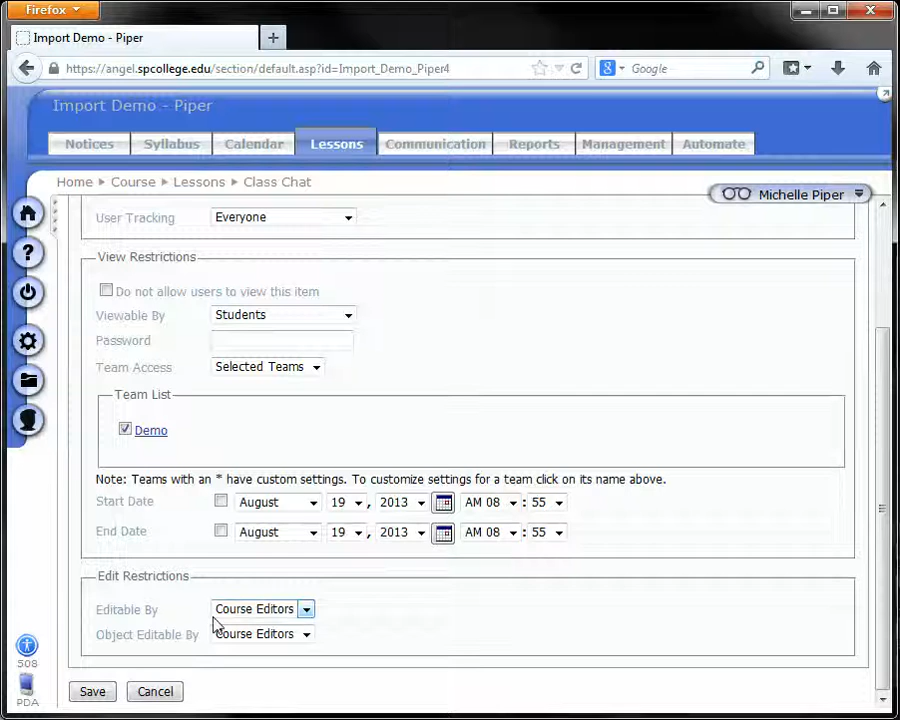 Firefox
Import Demo - Piper
https://angel.spcollege.edu/section/default.asp?id=Import_Demo_Piper4
Google
Import Demo - Piper
Notices Syllabus Calendar Lessons Communication Reports Management Automate
Home Course Lessons Class Chat
Michelle Piper
User Tracking Everyone
View Restrictions
Do not allow users to view this item
Viewable By Students
Password
Team Access Selected Teams
Team List
Demo
Note: Teams with an * have custom settings. To customize settings for a team click on its name above.
Start Date August 19 , 2013 AM 08 : 55
End Date August 19 , 2013 AM 08 : 55
Edit Restrictions
Editable By Course Editors
Object Editable By Course Editors
508
PDA
Save Cancel